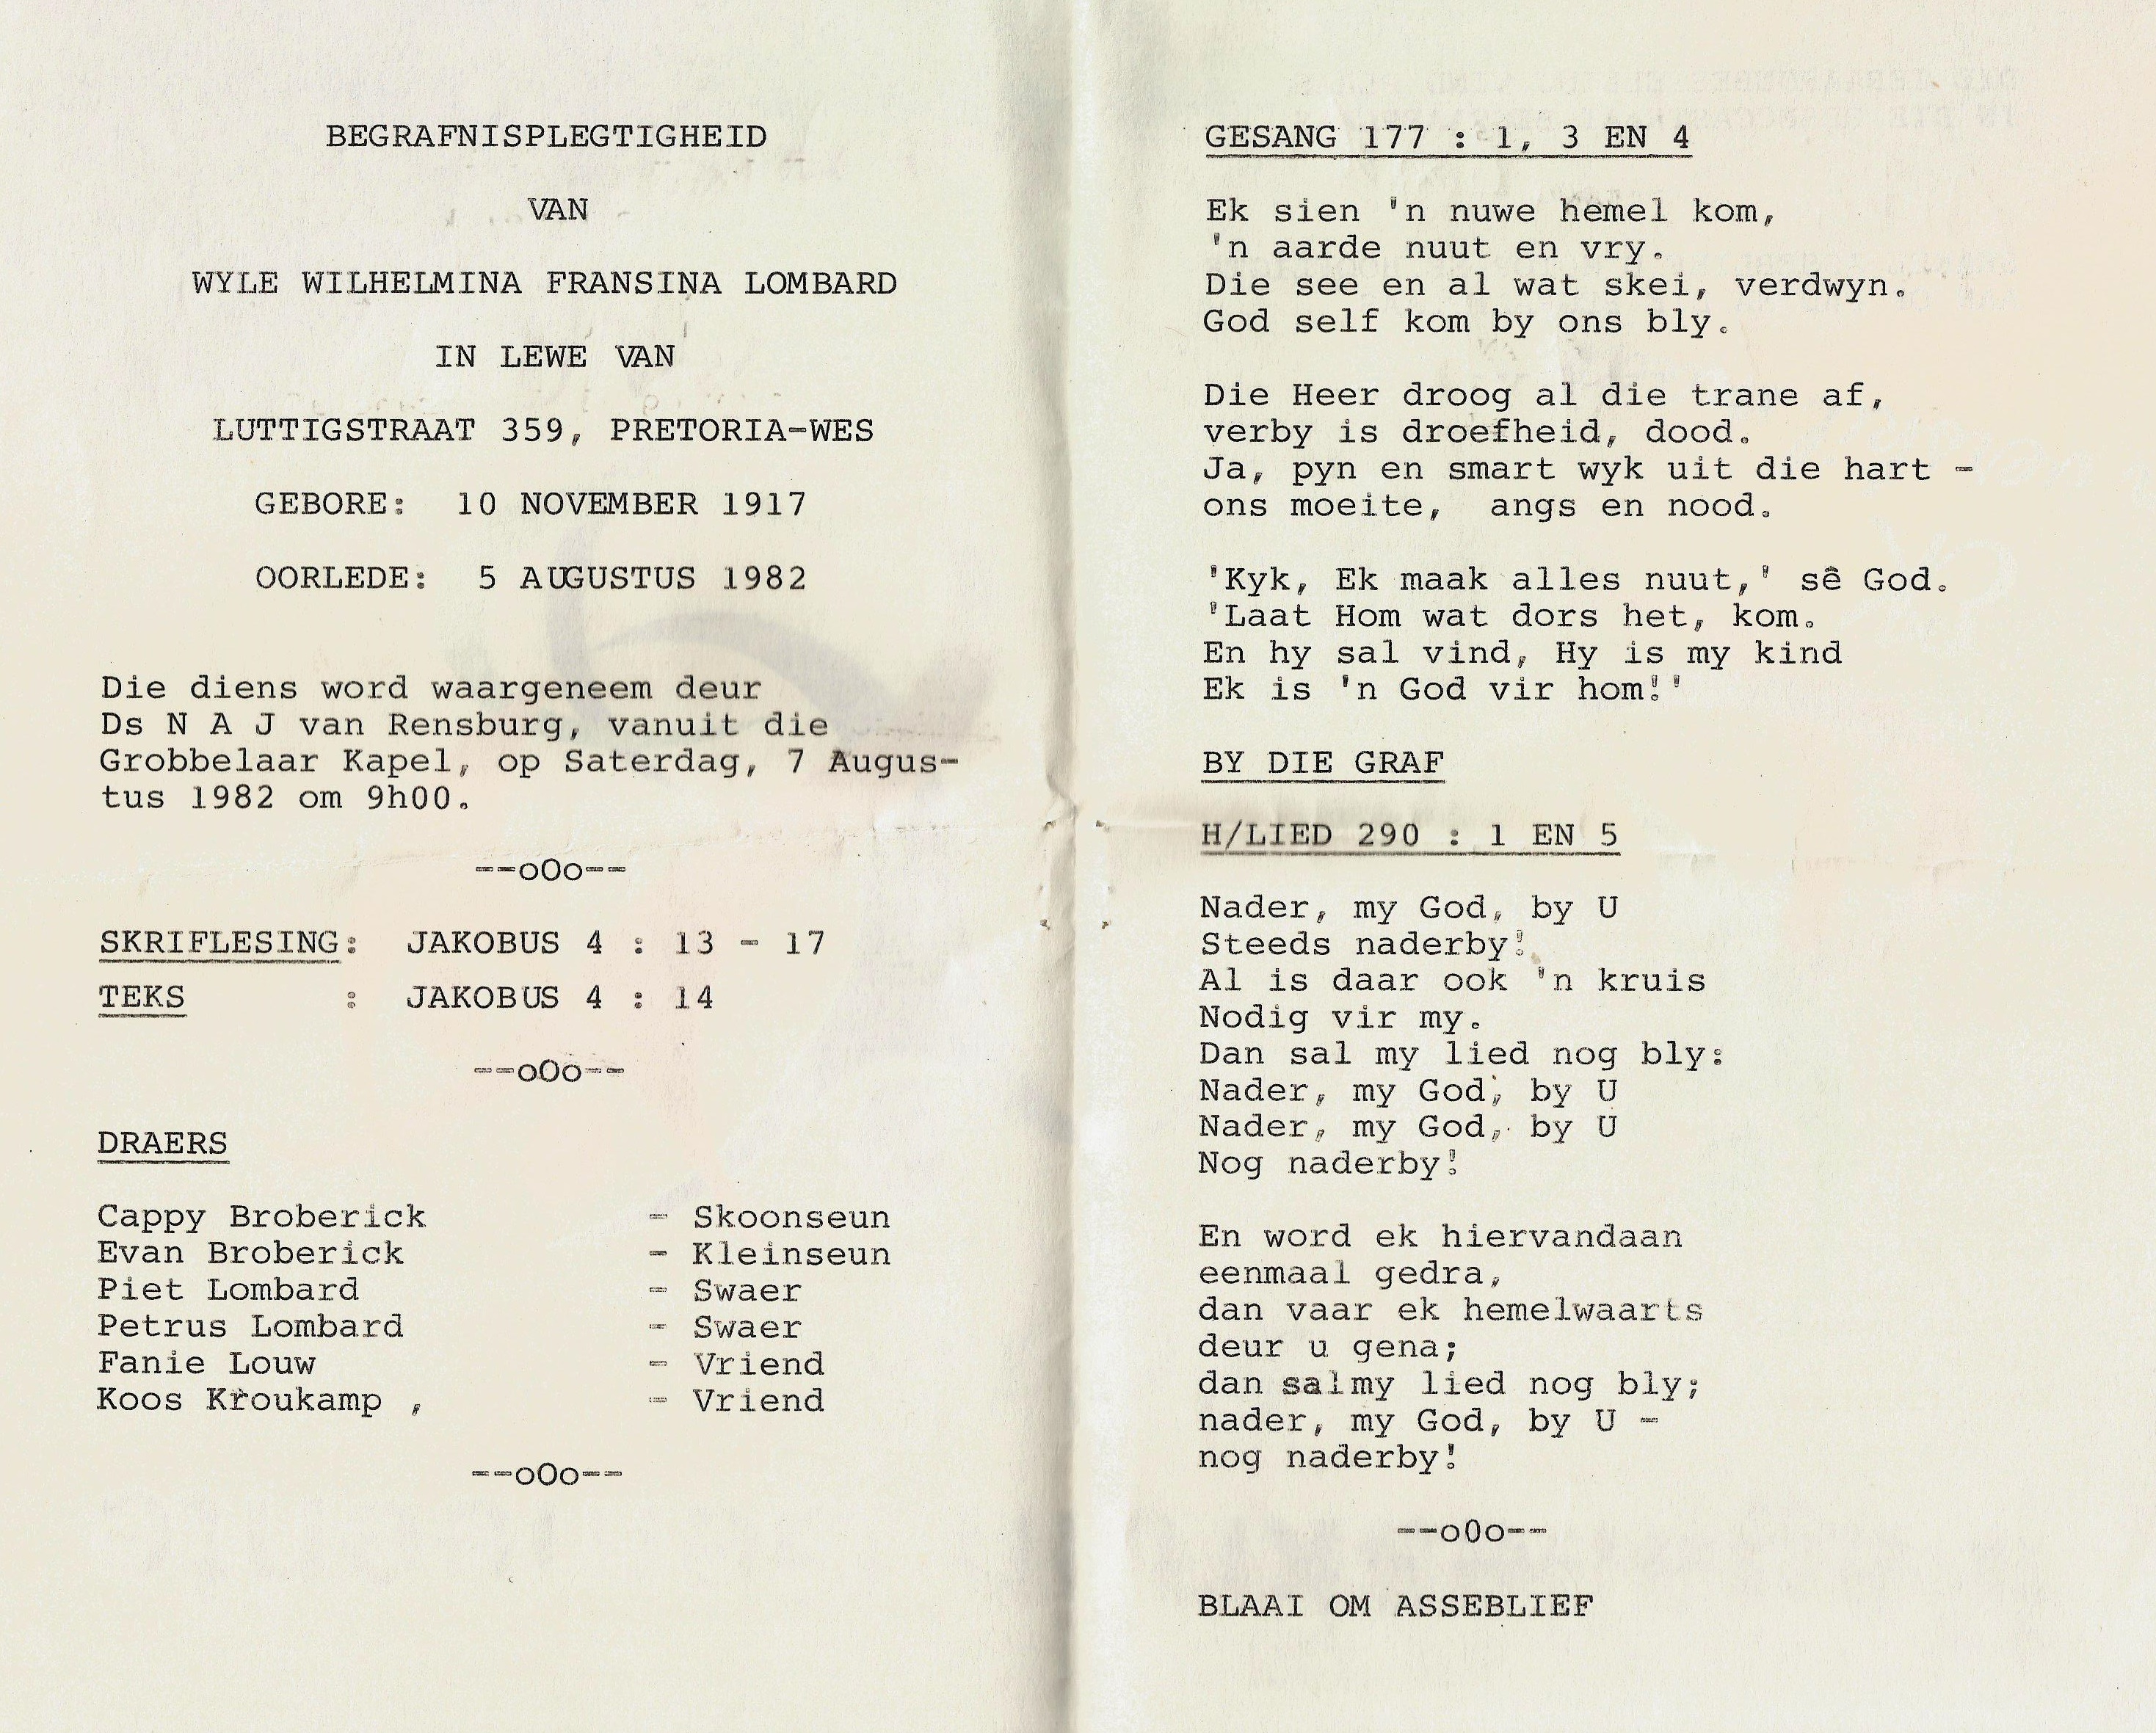 BEGRAFNISPLEGTIGHEID
VAN
WYLE WILHELMINA FRANSINA LOMBARD
IN LEWE VAN
LUTTIGSTRAAT 359, PRETORIA-WES
GEBORE: 10 NOVEMBER 1917
OORLEDE: 5 AUGUSTUS 1982
Die diens word waargeneem deur
Ds N A J van Rensburg, vanuit die
Grobbelaar Kapel, op Saterdag, 7 Augus-
tus 1982 om 9h00.
--oOo--
SKRIFLESING: JAKOBUS 4 : 13 - 17
TEKS : JAKOBUS 4 : 14
--oOo--
DRAERS
Cappy Broberick - Skoonseun
Evan Broberick - Kleinseun
Piet Lombard - Swaer
Petrus Lombard - Swaer
Fanie Louw - Vriend
Koos Kroukamp , - Vriend
--oOo--
GESANG 177 : 1, 3 EN 4
Ek sien 'n nuwe hemel kom,
'n aarde nuut en vry.
Die see en al wat skei, verdwyn.
God self kom by ons bly.
Die Heer droog al die trane af,
verby is droefheid, dood.
Ja, pyn en smart wyk uit die hart -
ons moeite, angs en nood.
'Kyk, Ek maak alles nuut,' sê God.
'Laat Hom wat dors het, kom.
En hy sal vind, Hy is my kind
Ek is 'n God vir hom!'
BY DIE GRAF
H/LIED 290 : 1 EN 5
Nader, my God, by U
Steeds naderby!
Al is daar ook 'n kruis
Nodig vir my.
Dan sal my lied nog bly:
Nader, my God, by U
Nader, my God, by U
Nog naderby!
En word ek hiervandaan
eenmaal gedra,
dan vaar ek hemelwaarts
deur u gena;
dan salmy lied nog bly;
nader, my God, by U -
nog naderby!
--oOo--
BLAAI OM ASSEBLIEF